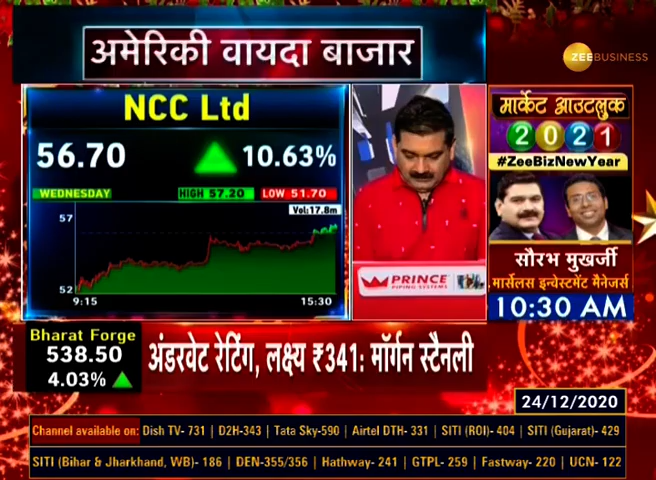 अमेरिकी वायदा बाजार
ZEEBUSINESS
NCC Ltd
56.70 10.63%
WEDNESDAY HIGH 57.20 LOW 51.70
Vol:17.8m
57
52
9:15 15:30
PRINCE
PIPING SYSTEMS
मार्केट आउटलुक
2021
#ZeeBizNewYear
सौरभ मुखर्जी
मार्सेलस इन्वेस्टमेंट मैनेजर्स
10:30 AM
Bharat Forge
538.50
4.03%
अंडरवेट रेटिंग, लक्ष्य ₹341: मॉर्गन स्टैनली
24/12/2020
Channel available on: Dish TV- 731 | D2H-343 | Tata Sky-590 | Airtel DTH- 331 | SITI (ROI)- 404 | SITI (Gujarat)- 429
SITI (Bihar & Jharkhand, WB)- 186 | DEN-355/356 | Hathway- 241 | GTPL- 259 | Fastway- 220 | UCN- 122